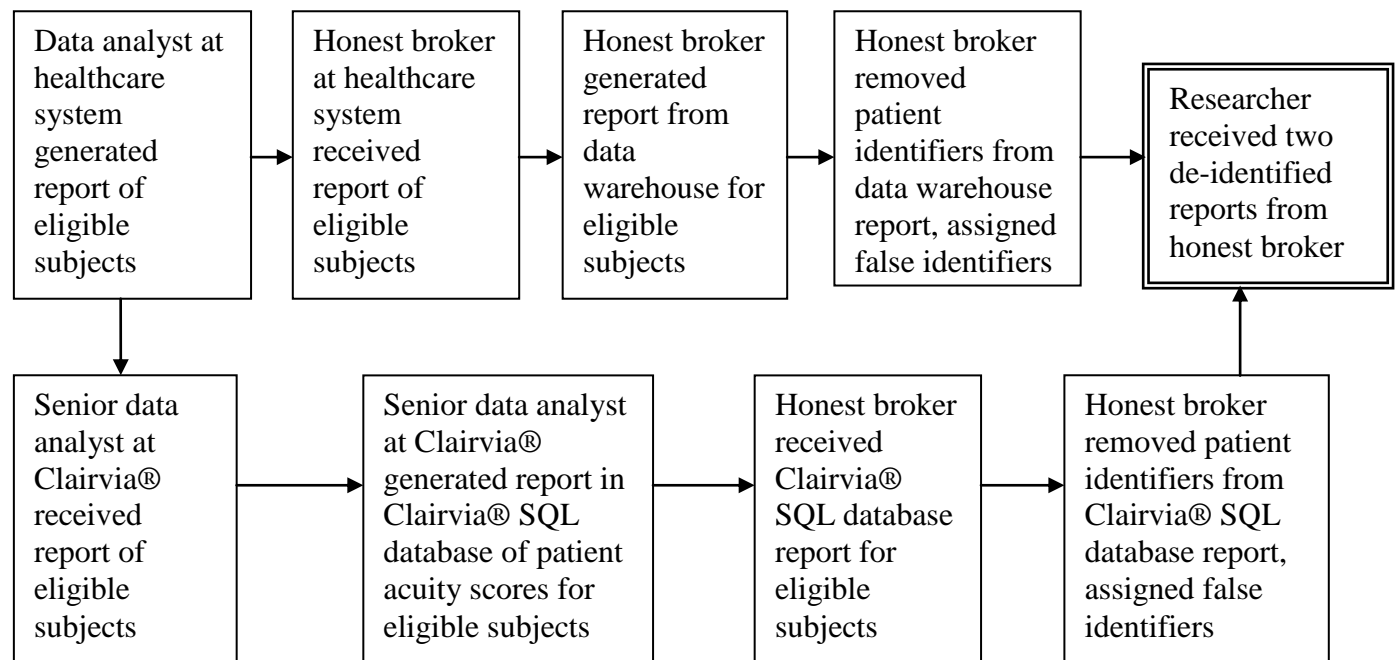 Data analyst at
healthcare
system
generated
report of
eligible
subjects
Honest broker
at healthcare
system
received
report of
eligible
subjects
Honest broker
generated
report from
data
warehouse for
eligible
subjects
Honest broker
removed
patient
identifiers from
data warehouse
report, assigned
false identifiers
Researcher
received two
de-identified
reports from
honest broker
Senior data
analyst at
Clairvia®
received
report of
eligible
subjects
Senior data analyst
at Clairvia®
generated report in
Clairvia® SQL
database of patient
acuity scores for
eligible subjects
Honest broker
received
Clairvia®
SQL database
report for
eligible
subjects
Honest broker
removed patient
identifiers from
Clairvia® SQL
database report,
assigned false
identifiers